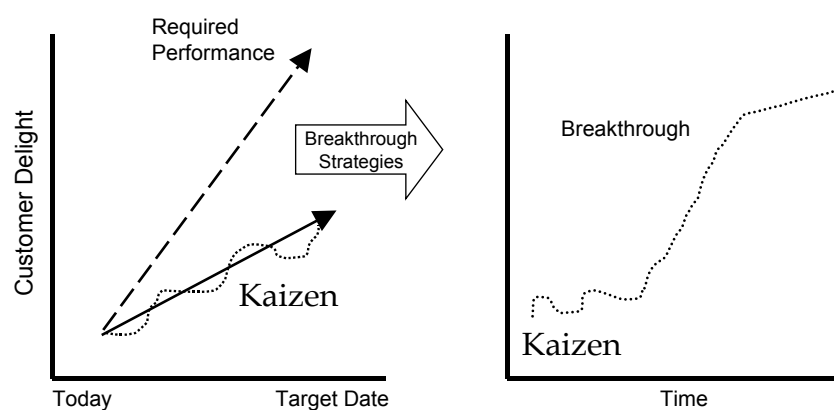 Required
Performance
Customer Delight
Breakthrough
Strategies
Kaizen
Today
Target Date
Breakthrough
Kaizen
Time